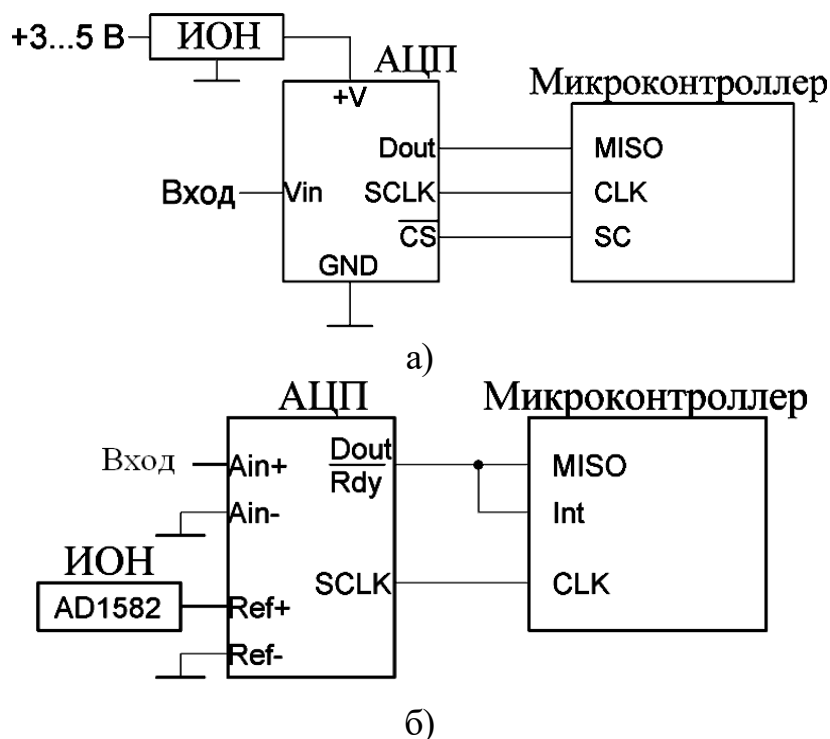 +3...5 В
ИОН
АЦП
Микроконтроллер
+V
Dout
MISO
Вход
Vin
SCLK
CLK
CS
SC
GND
а)
АЦП
Микроконтроллер
Вход
Ain+
Dout
Rdy
MISO
Ain-
Int
ИОН
AD1582
Ref+
SCLK
CLK
Ref-
б)